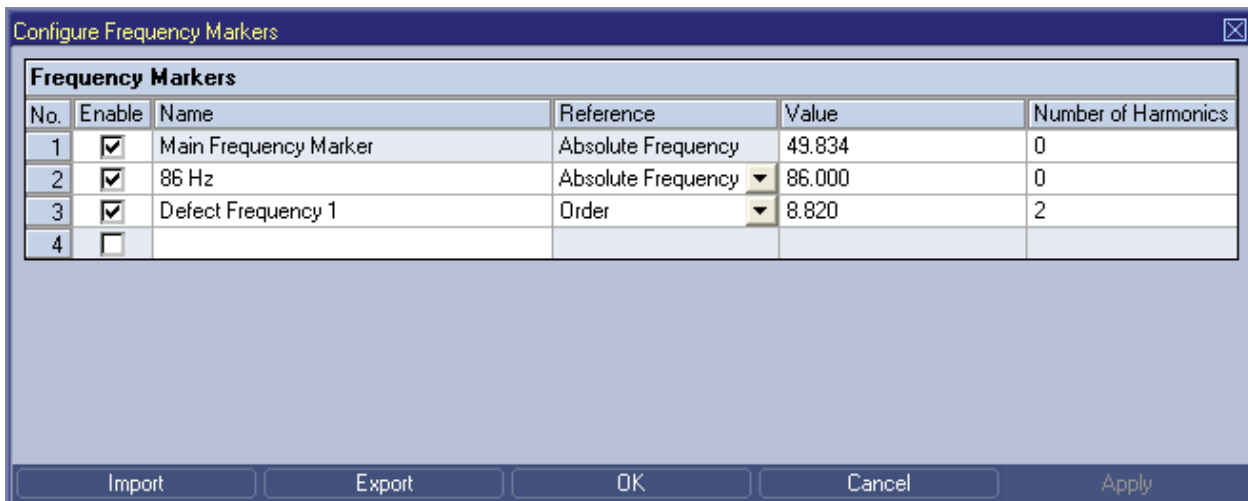 Configure Frequency Markers
Frequency Markers
No. Enable Name Reference Value Number of Harmonics
1 Main Frequency Marker Absolute Frequency 49.834 0
2 86 Hz Absolute Frequency 86.000 0
3 Defect Frequency 1 Order 8.820 2
4
Import Export OK Cancel Apply